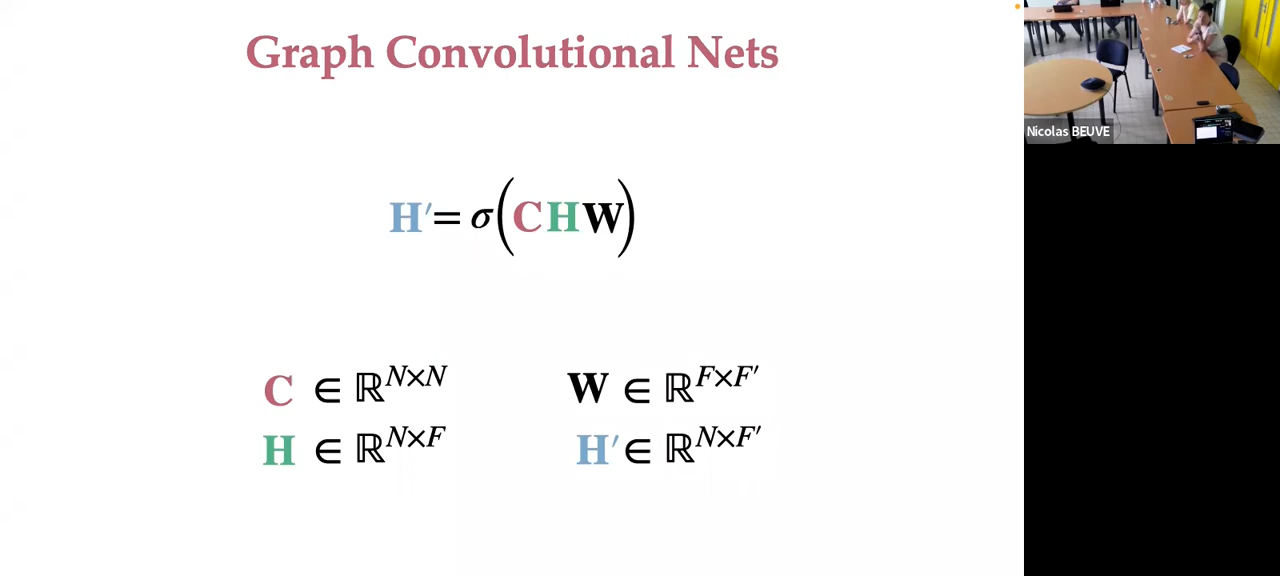 Graph Convolutional Nets
H′= σ(CHW)
C ∈ ℝ^{N×N}
W ∈ ℝ^{F×F′}
H ∈ ℝ^{N×F}
H′∈ ℝ^{N×F′}
Nicolas BEUVE